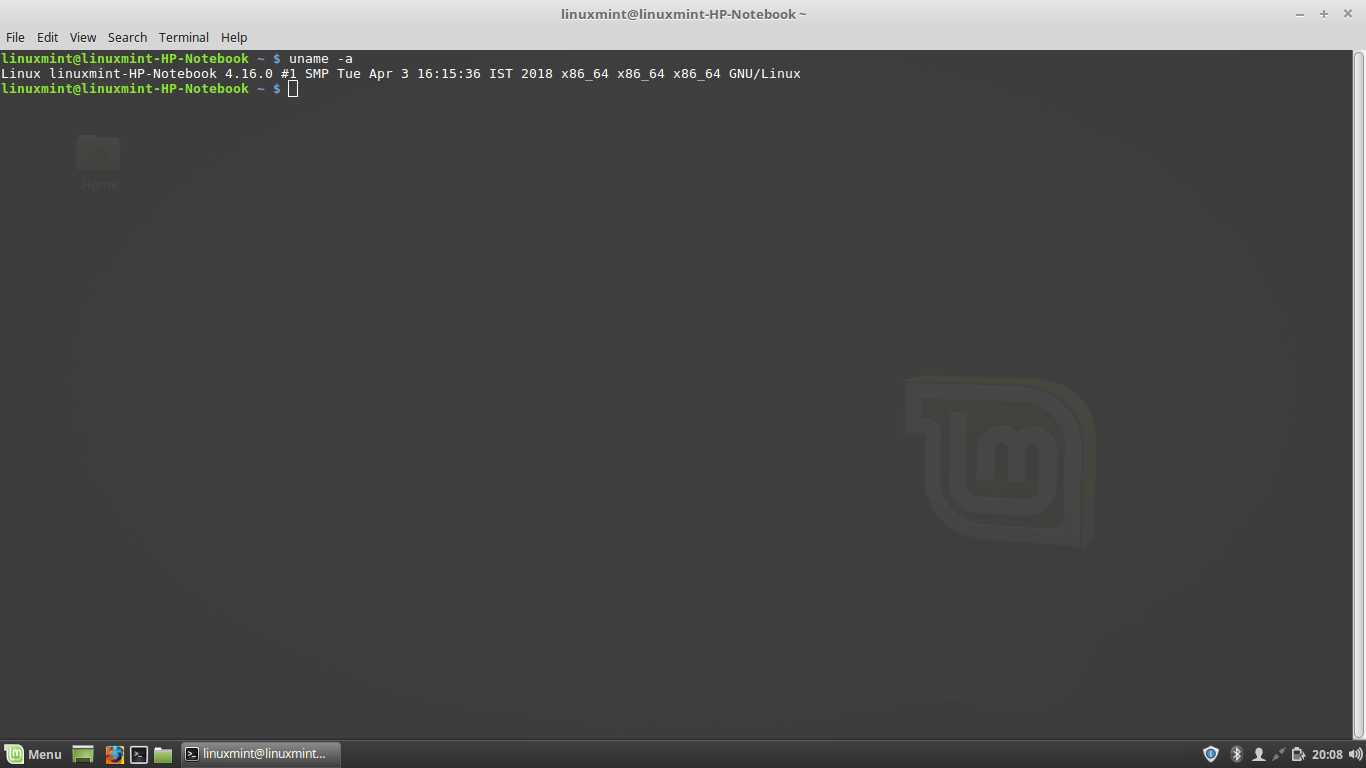 linuxmint@linuxmint-HP-Notebook ~
File Edit View Search Terminal Help
linuxmint@linuxmint-HP-Notebook ~ $ uname -a
Linux linuxmint-HP-Notebook 4.16.0 #1 SMP Tue Apr 3 16:15:36 IST 2018 x86_64 x86_64 x86_64 GNU/Linux
linuxmint@linuxmint-HP-Notebook ~ $
Home
Menu linuxmint@linuxmint... 20:08